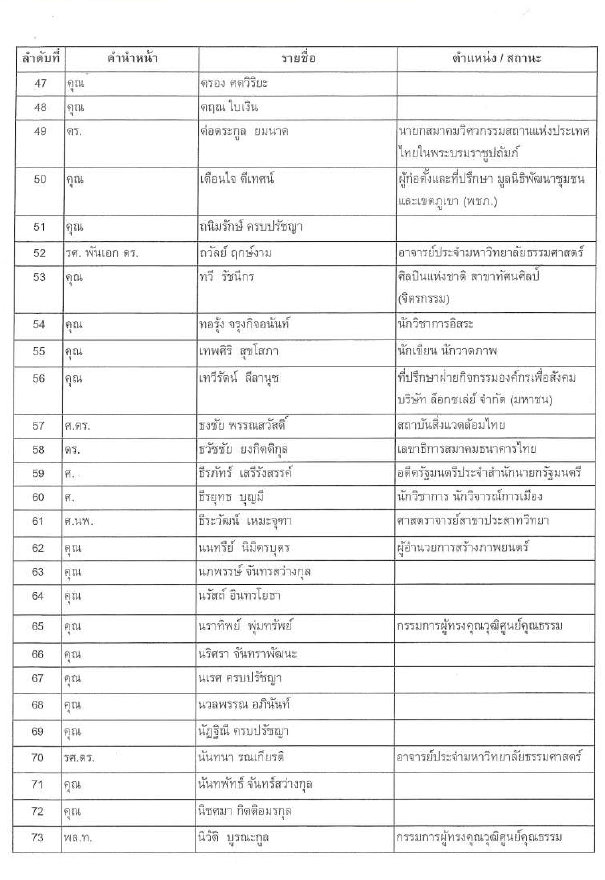 ลำดับที่ คำนำหน้า รายชื่อ ตำแหน่ง / สถานะ
47 คุณ ครอง ศตวิริยะ
48 คุณ ดฤณ ใบเงิน
49 ดร. ต่อตระกูล ยมนาค นายกสมาคมวิศวกรรมสถานแห่งประเทศ
ไทยในพระบรมราชูปถัมภ์
50 คุณ เตือนใจ ดีเทศน์ ผู้ก่อตั้งและที่ปรึกษา มูลนิธิพัฒนาชุมชน
และเขตภูเขา (พชภ.)
51 คุณ ถนิมรักษ์ ครบปรัชญา
52 รศ. พันเอก ดร. ถวัลย์ ฤกษ์งาม อาจารย์ประจำมหาวิทยาลัยธรรมศาสตร์
53 คุณ ทวี รัชนีกร ศิลปินแห่งชาติ สาขาทัศนศิลป์
(จิตรกรรม)
54 คุณ ทอรุ้ง จรุงกิจอนันท์ นักวิชาการอิสระ
55 คุณ เทพศิริ สุขโสภา นักเขียน นักวาดภาพ
56 คุณ เทวีรัตน์ ลีลานุช ที่ปรึกษาฝ่ายกิจกรรมองค์กรเพื่อสังคม
บริษัท ล็อกซเล่ย์ จำกัด (มหาชน)
57 ศ.ดร. ธงชัย พรรณสวัสดิ์ สถาบันสิ่งแวดล้อมไทย
58 ดร. ธวัชชัย ยงกิตติกุล เลขาธิการสมาคมธนาคารไทย
59 ศ. ธีรภัทร์ เสรีรังสรรค์ อดีตรัฐมนตรีประจำสำนักนายกรัฐมนตรี
60 ศ. ธีรยุทธ บุญมี นักวิชาการ นักวิจารณ์การเมือง
61 ศ.นพ. ธีระวัฒน์ เหมะจุฑา ศาสตราจารย์สาขาประสาทวิทยา
62 คุณ นนทรีย์ นิมิตรบุตร ผู้อำนวยการสร้างภาพยนตร์
63 คุณ นภพรรษ์ จันทรสว่างกุล
64 คุณ นรัสถ์ อินทรโยธา
65 คุณ นราทิพย์ พุ่มทรัพย์ กรรมการผู้ทรงคุณวุฒิศูนย์คุณธรรม
66 คุณ นริศรา จันทราพัฒนะ
67 คุณ นเรศ ครบปรัชญา
68 คุณ นวลพรรณ อภินันท์
69 คุณ นัฎฐิณี ครบปรัชญา
70 รศ.ดร. นันทนา รณเกียรติ อาจารย์ประจำมหาวิทยาลัยธรรมศาสตร์
71 คุณ นันทพัทธ์ จันทร์สว่างกุล
72 คุณ นิชศมา กิตติอมรกุล
73 พล.ท. นิวัติ บูรณะกูล กรรมการผู้ทรงคุณวุฒิศูนย์คุณธรรม